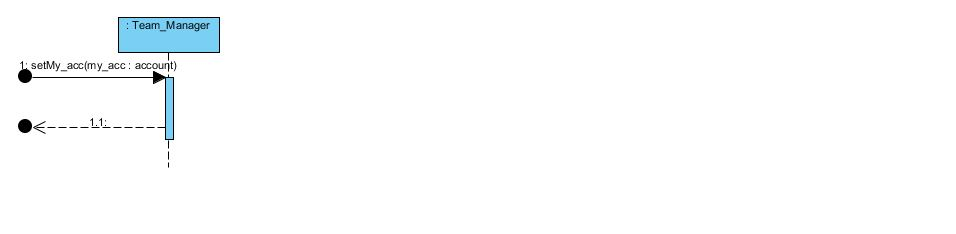 : Team_Manager
1: setMy_acc(my_acc : account)
1.1: